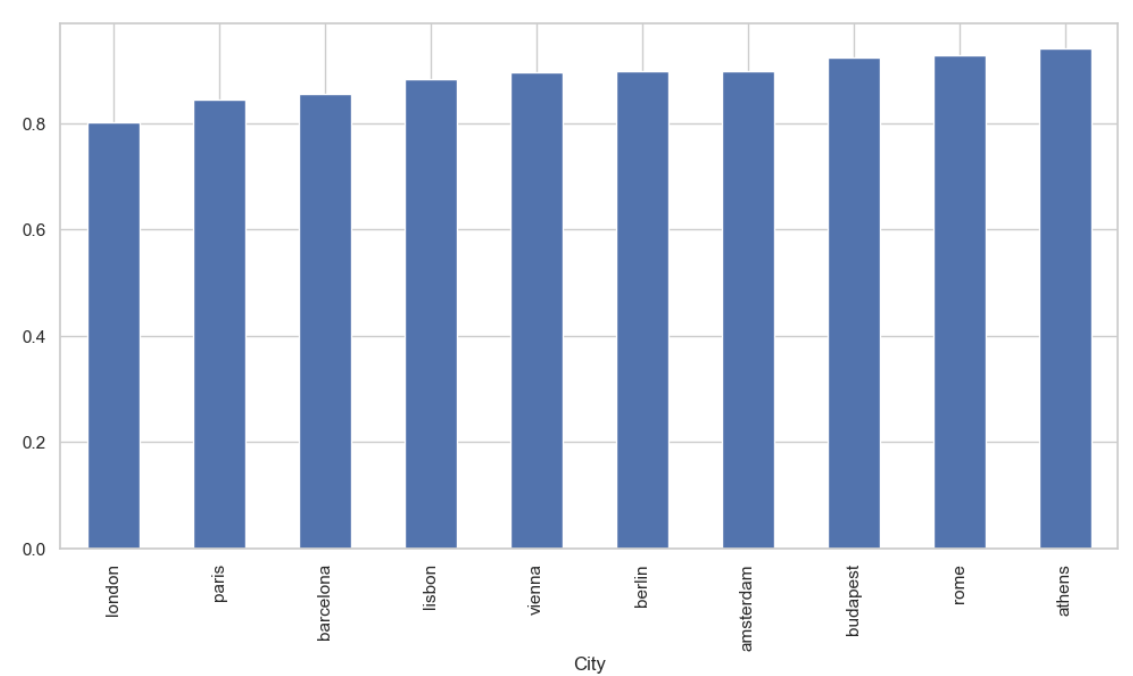 0.8
0.6
0.4
0.2
0.0
london
paris
barcelona
lisbon
vienna
berlin
amsterdam
budapest
rome
athens
City